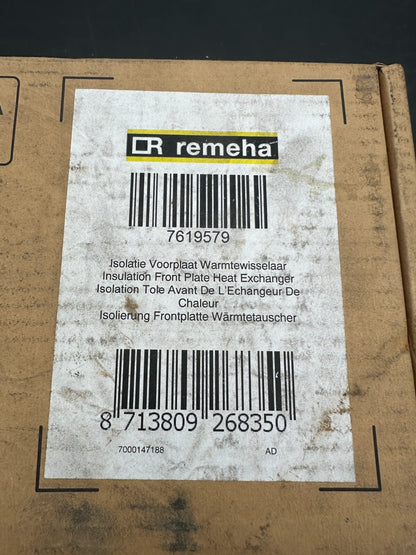 remeha
7619579
Isolatie Voorplaat Warmtewisselaar
Insulation Front Plate Heat Exchanger
Isolation Tole Avant De L'Echangeur De
Chaleur
Isolierung Frontplatte Wärmtetauscher
8 713809 268350
7000147188 AD